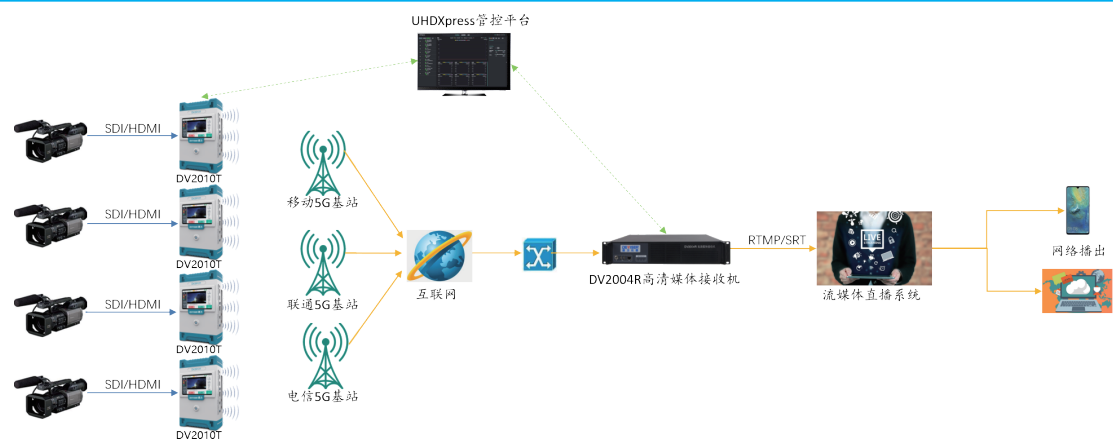 UHDXpress管控平台
SDI/HDMI
DV2010T
SDI/HDMI
DV2010T
SDI/HDMI
DV2010T
SDI/HDMI
DV2010T
移动5G基站
联通5G基站
电信5G基站
互联网
DV2004R高清媒体接收机
RTMP/SRT
LIVE
流媒体直播系统
网络播出